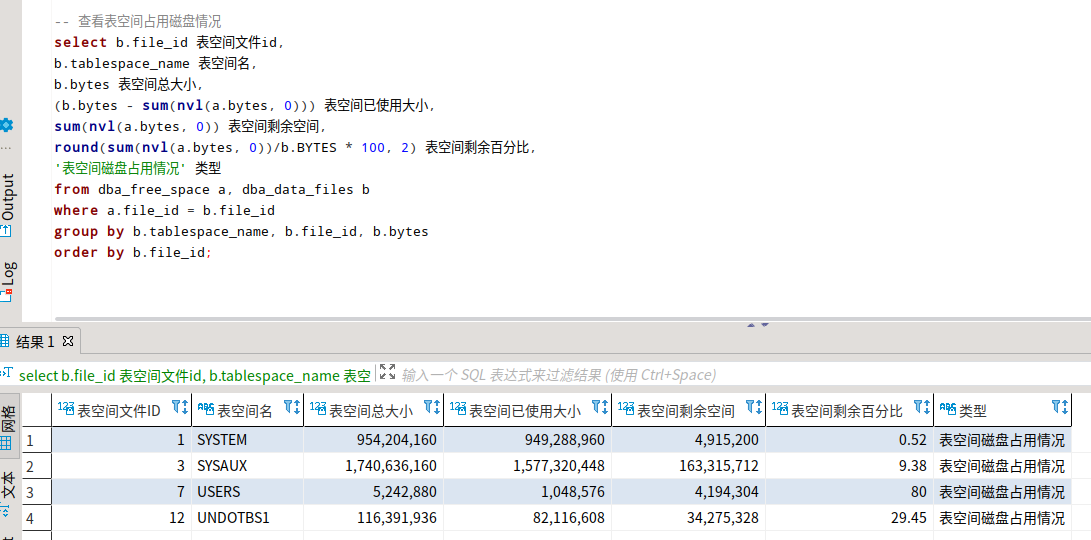 -- 查看表空间占用磁盘情况
select b.file_id 表空间文件id,
b.tablespace_name 表空间名,
b.bytes 表空间总大小,
(b.bytes - sum(nvl(a.bytes, 0))) 表空间已使用大小,
sum(nvl(a.bytes, 0)) 表空间剩余空间,
round(sum(nvl(a.bytes, 0))/b.BYTES * 100, 2) 表空间剩余百分比,
'表空间磁盘占用情况' 类型
from dba_free_space a, dba_data_files b
where a.file_id = b.file_id
group by b.tablespace_name, b.file_id, b.bytes
order by b.file_id;
Output
Log
结果 1
select b.file_id 表空间文件id, b.tablespace_name 表空 输入一个 SQL 表达式来过滤结果 (使用 Ctrl+Space)
网格
文本
123 表空间文件ID ABC 表空间名 123 表空间总大小 123 表空间已使用大小 123 表空间剩余空间 123 表空间剩余百分比 ABC 类型
1 1 SYSTEM 954,204,160 949,288,960 4,915,200 0.52 表空间磁盘占用情况
2 3 SYSAUX 1,740,636,160 1,577,320,448 163,315,712 9.38 表空间磁盘占用情况
3 7 USERS 5,242,880 1,048,576 4,194,304 80 表空间磁盘占用情况
4 12 UNDOTBS1 116,391,936 82,116,608 34,275,328 29.45 表空间磁盘占用情况